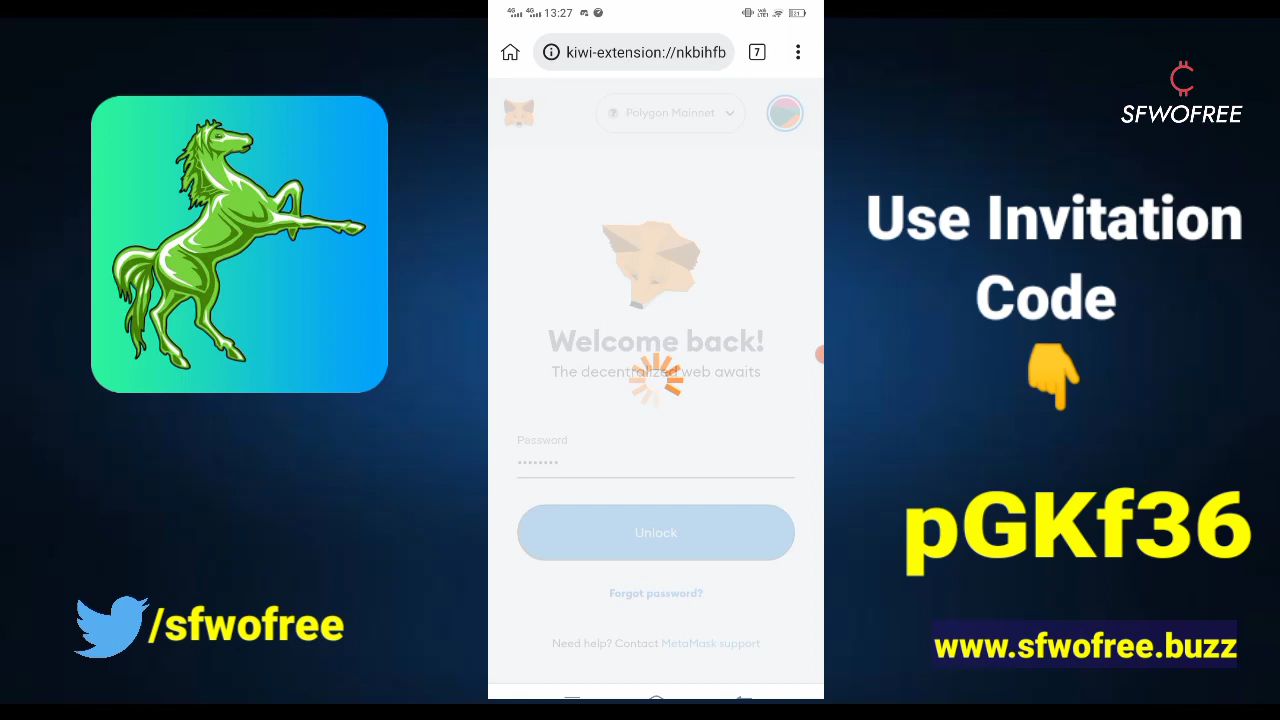 4G 4G 13:27
21
kiwi-extension://nkbihfb
7
Polygon Mainnet
SFWOFREE
Use Invitation
Code
Welcome back!
The decentralized web awaits
Password
Unlock
pGKf36
Forgot password?
/sfwofree
Need help? Contact MetaMask support
www.sfwofree.buzz